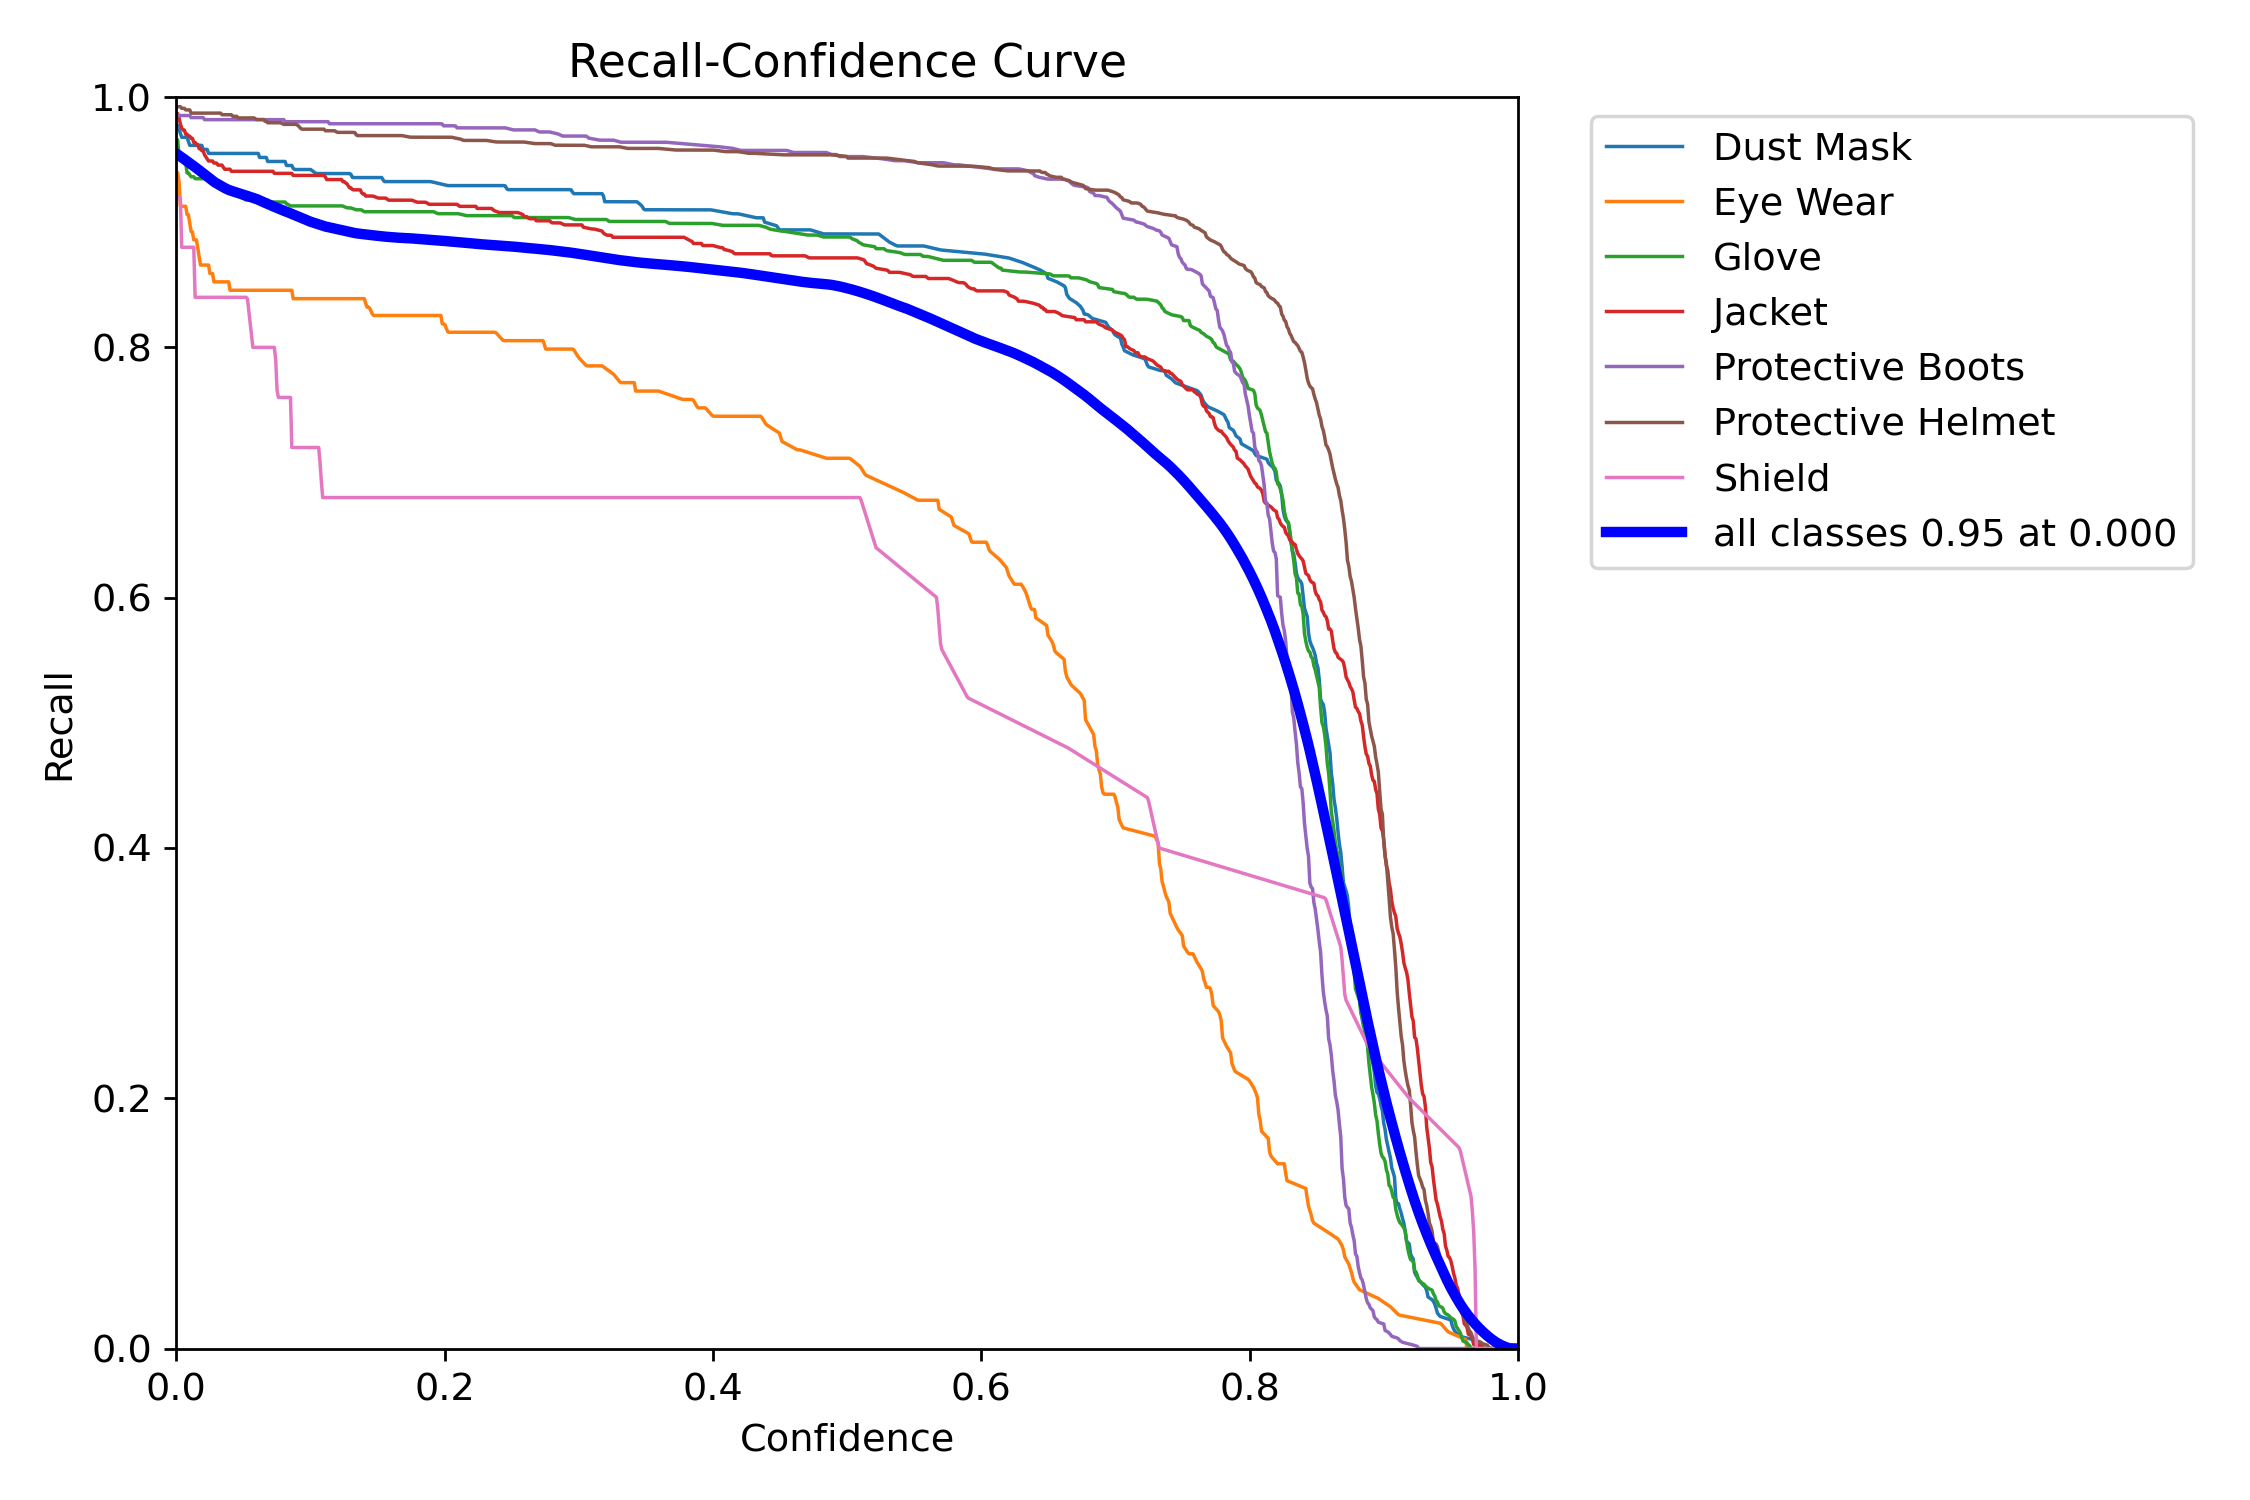 Recall-Confidence Curve
1.0
0.8
0.6
0.4
0.2
0.0
Recall
0.0 0.2 0.4 0.6 0.8 1.0
Confidence
Dust Mask
Eye Wear
Glove
Jacket
Protective Boots
Protective Helmet
Shield
all classes 0.95 at 0.000